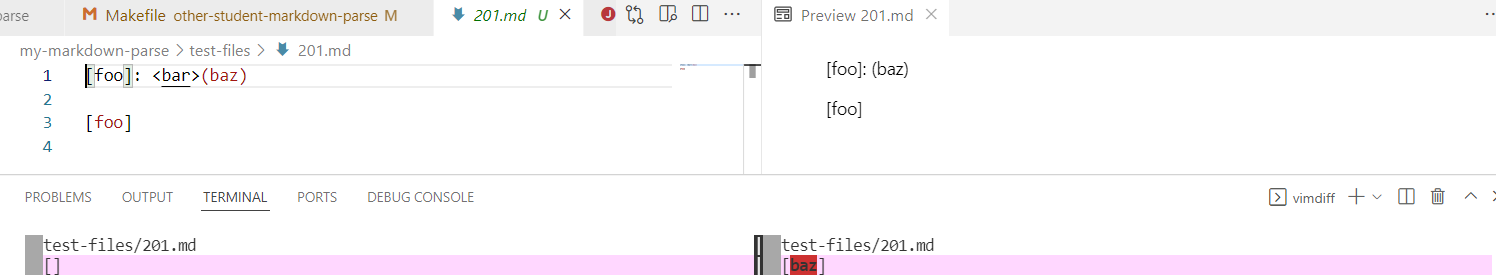 arse
Makefile other-student-markdown-parse M
201.md U
Preview 201.md
my-markdown-parse > test-files > 201.md
1 [foo]: <bar>(baz)
2
3 [foo]
4
[foo]: (baz)
[foo]
PROBLEMS OUTPUT TERMINAL PORTS DEBUG CONSOLE
vimdiff
test-files/201.md
[]
test-files/201.md
[baz]